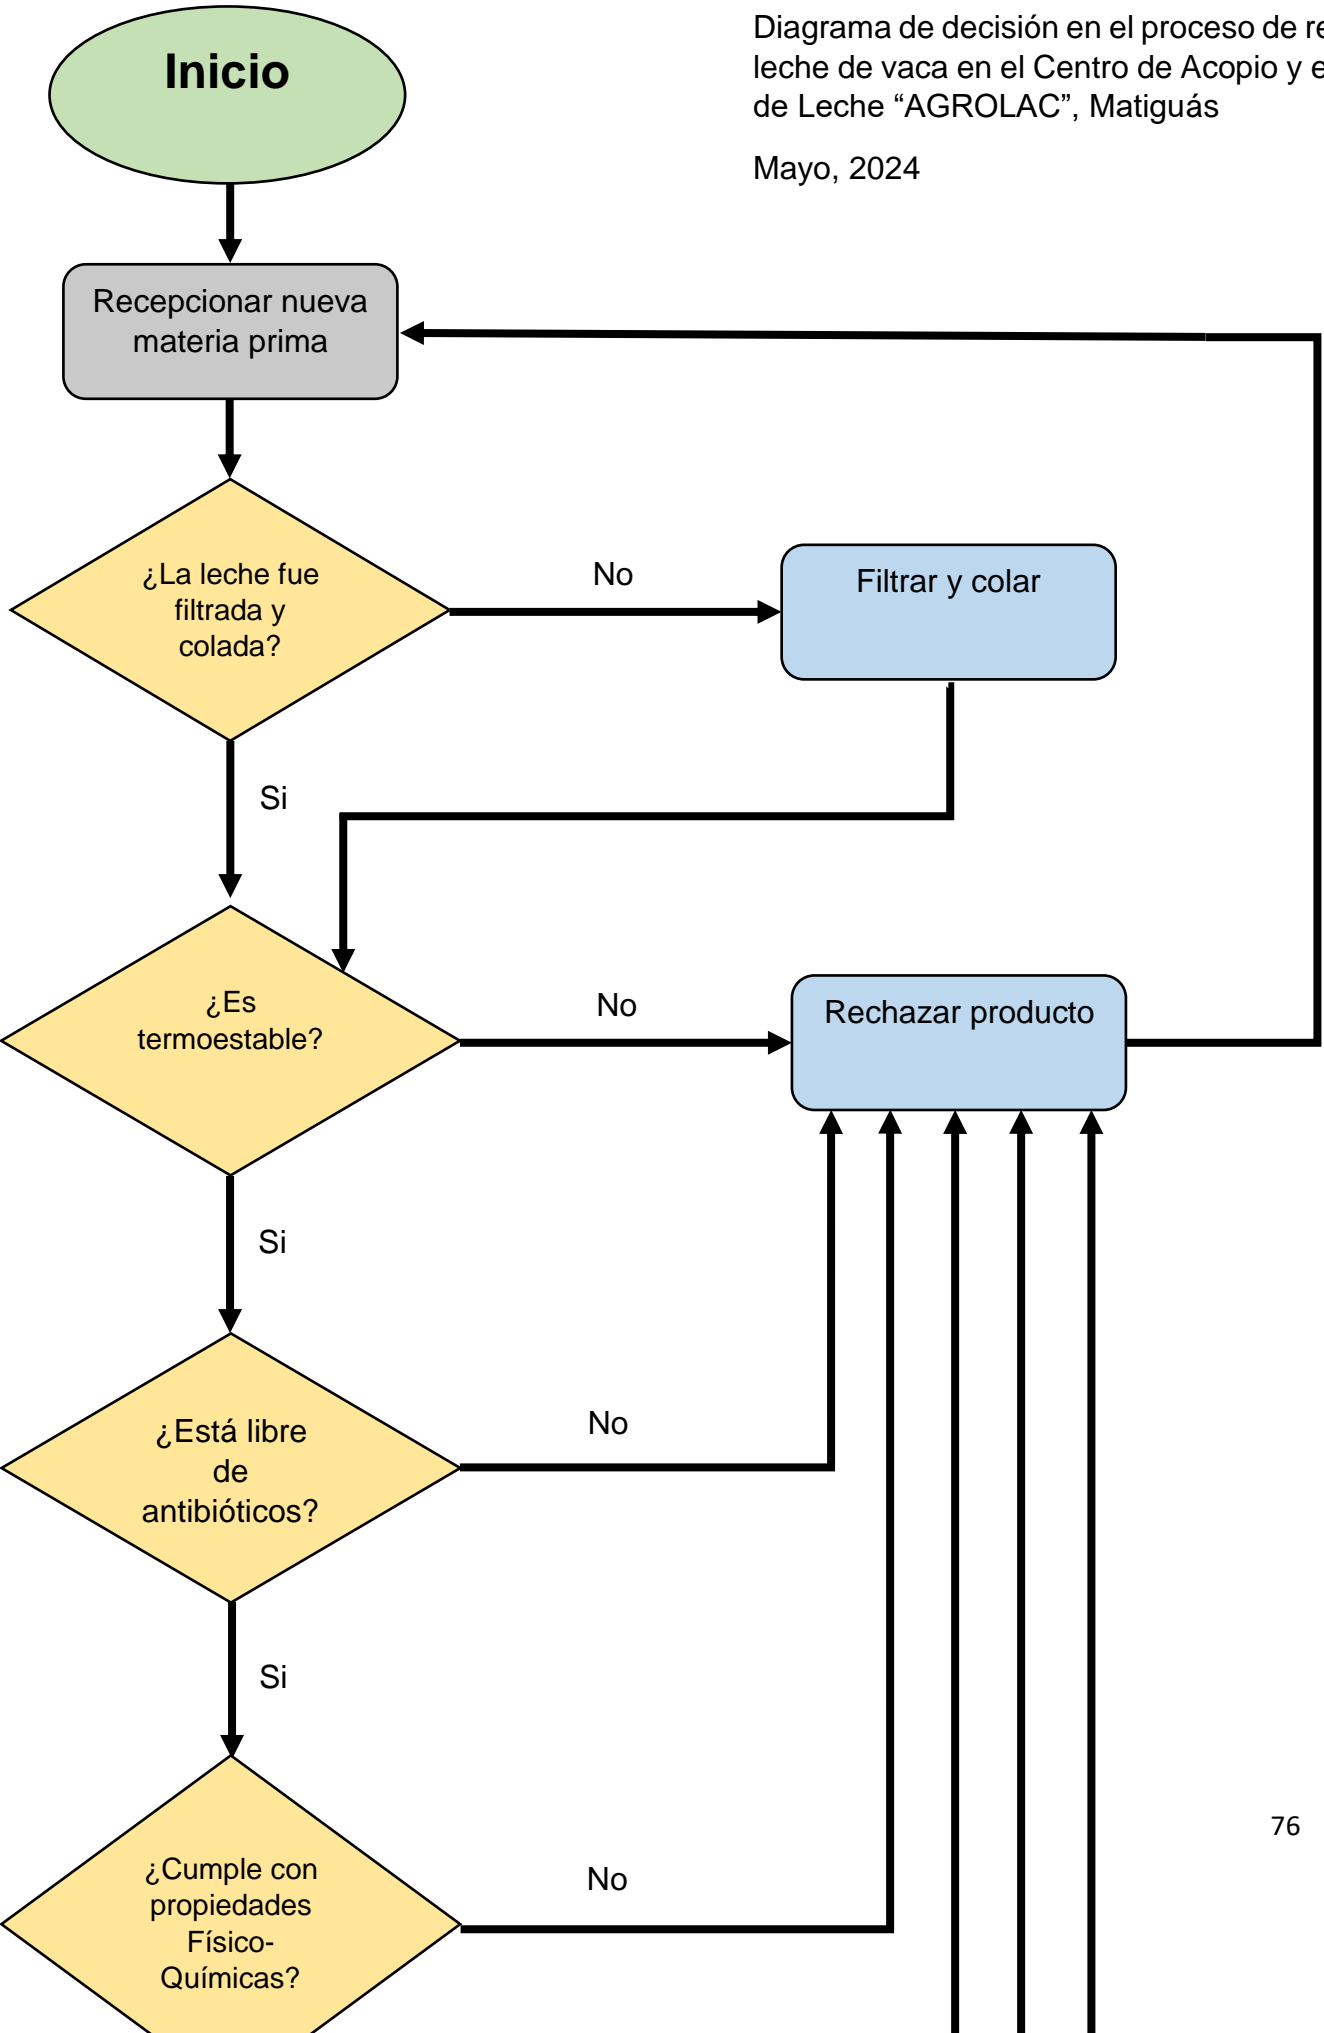 Diagrama de decisión en el proceso de re
leche de vaca en el Centro de Acopio y e
de Leche “AGROLAC”, Matiguás
Mayo, 2024
Inicio
Recepcionar nueva
materia prima
¿La leche fue
filtrada y
colada?
No
Filtrar y colar
Si
¿Es
termoestable?
No
Rechazar producto
Si
¿Está libre
de
antibióticos?
No
Si
¿Cumple con
propiedades
Físico-
Químicas?
No
76